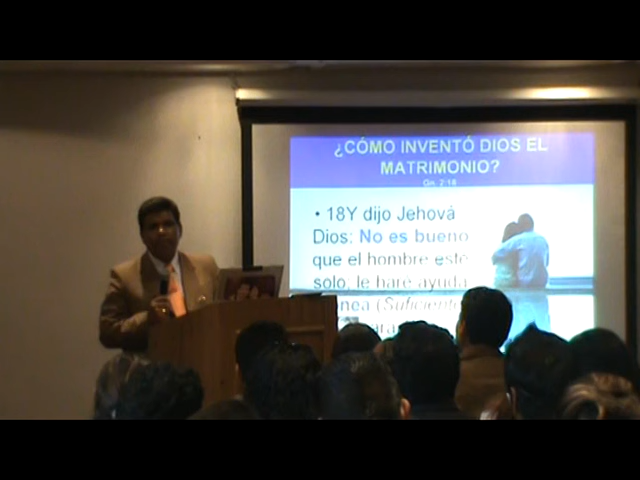 ¿CÓMO INVENTÓ DIOS EL
MATRIMONIO?
Gn. 2:18
• 18Y dijo Jehová
Dios: No es bueno
que el hombre esté
solo; le haré ayuda
(Suficiente